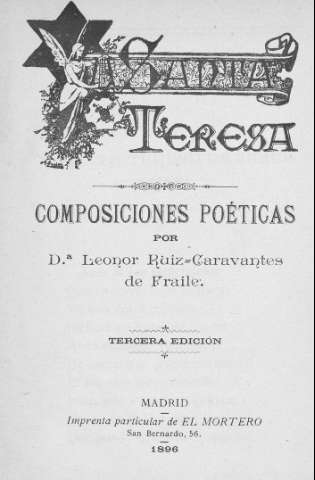 A SANTA
TERESA
COMPOSICIONES POÉTICAS
POR
D.ª Leonor Ruiz=Caravantes
de Fraile.
TERCERA EDICION
MADRID
Imprenta particular de EL MORTERO
San Bernardo, 56.
1896